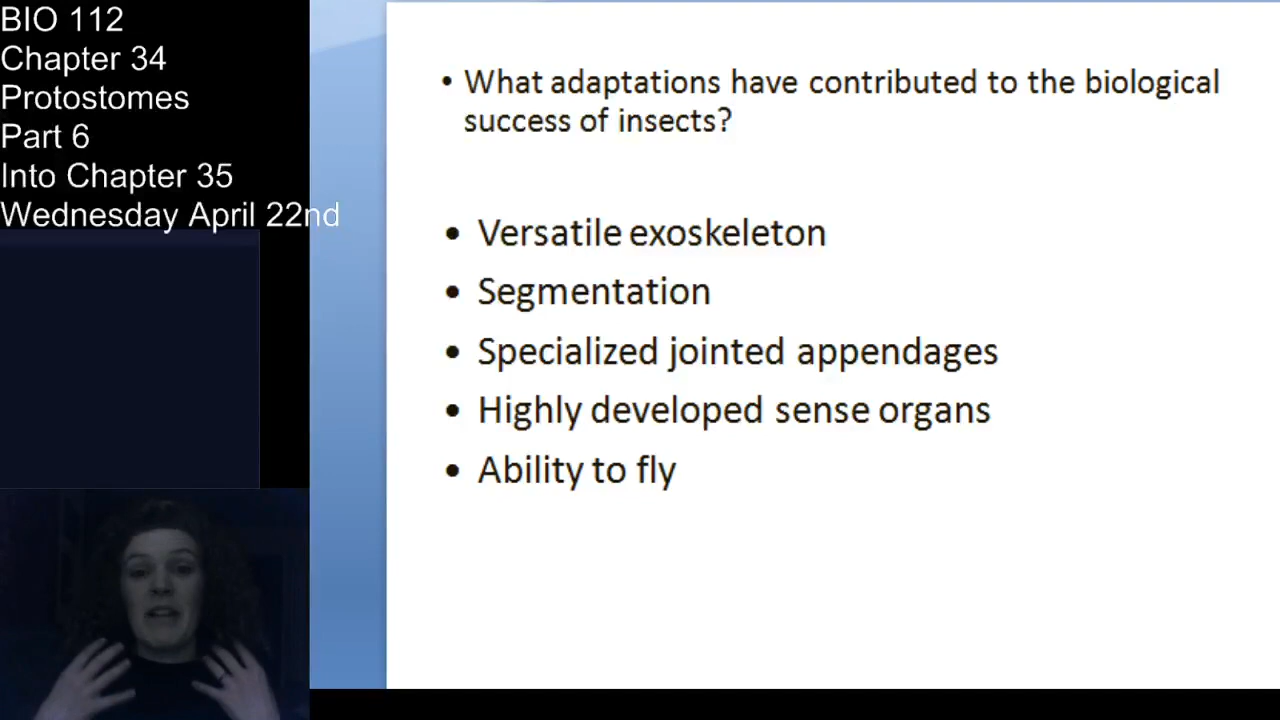 BIO 112
Chapter 34
Protostomes
Part 6
Into Chapter 35
Wednesday April 22nd
• What adaptations have contributed to the biological
success of insects?
• Versatile exoskeleton
• Segmentation
• Specialized jointed appendages
• Highly developed sense organs
• Ability to fly